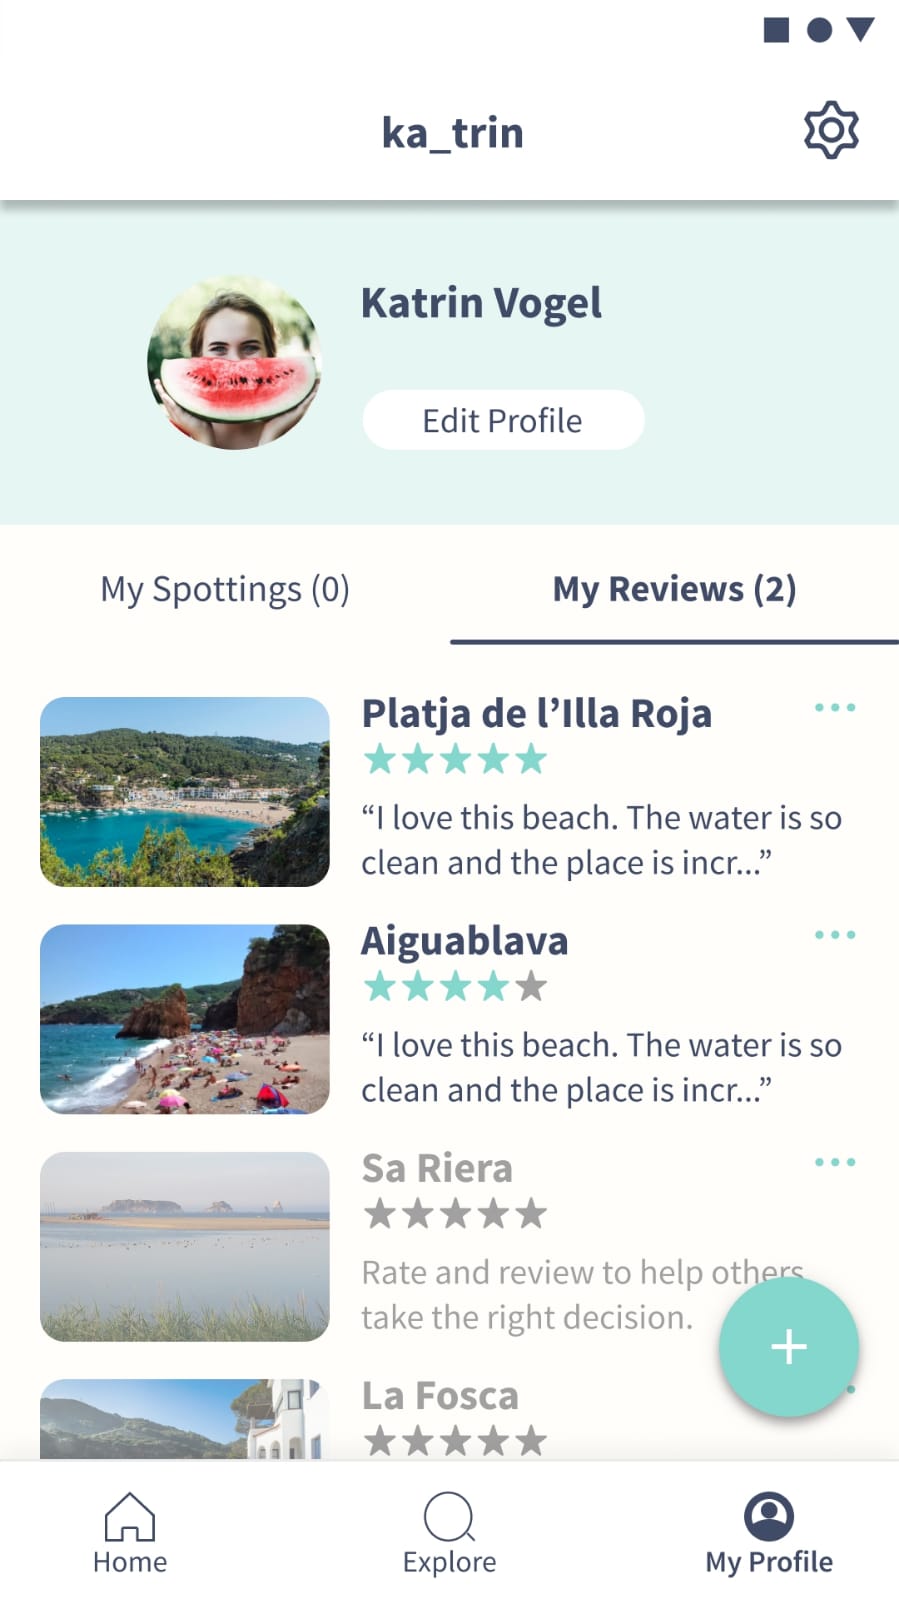 ka_trin
Katrin Vogel
Edit Profile
My Spottings (0)
My Reviews (2)
Platja de l’Illa Roja
“I love this beach. The water is so
clean and the place is incr...”
Aiguablava
“I love this beach. The water is so
clean and the place is incr...”
Sa Riera
Rate and review to help others
take the right decision.
La Fosca
Home
Explore
My Profile